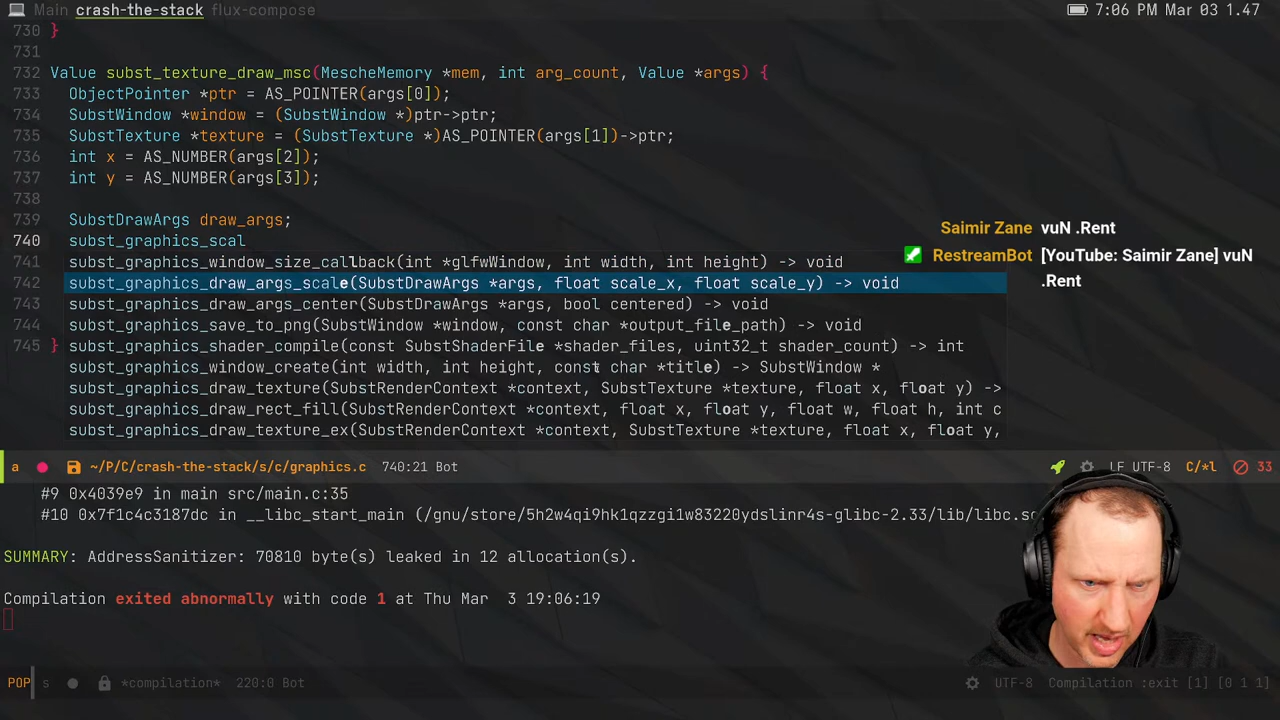 Main crash-the-stack flux-compose
7:06 PM Mar 03 1.47
730 }
731
732 Value subst_texture_draw_msc(MescheMemory *mem, int arg_count, Value *args) {
733 ObjectPointer *ptr = AS_POINTER(args[0]);
734 SubstWindow *window = (SubstWindow *)ptr->ptr;
735 SubstTexture *texture = (SubstTexture *)AS_POINTER(args[1])->ptr;
736 int x = AS_NUMBER(args[2]);
737 int y = AS_NUMBER(args[3]);
738
739 SubstDrawArgs draw_args;
740 subst_graphics_scal
741 subst_graphics_window_size_callback(int *glfwWindow, int width, int height) -> void
742 subst_graphics_draw_args_scale(SubstDrawArgs *args, float scale_x, float scale_y) -> void
743 subst_graphics_draw_args_center(SubstDrawArgs *args, bool centered) -> void
744 subst_graphics_save_to_png(SubstWindow *window, const char *output_file_path) -> void
745 } subst_graphics_shader_compile(const SubstShaderFile *shader_files, uint32_t shader_count) -> int
subst_graphics_window_create(int width, int height, const char *title) -> SubstWindow *
subst_graphics_draw_texture(SubstRenderContext *context, SubstTexture *texture, float x, float y) ->
subst_graphics_draw_rect_fill(SubstRenderContext *context, float x, float y, float w, float h, int c
subst_graphics_draw_texture_ex(SubstRenderContext *context, SubstTexture *texture, float x, float y,
Saimir Zane vuN .Rent
RestreamBot [YouTube: Saimir Zane] vuN
.Rent
a ~/P/C/crash-the-stack/s/c/graphics.c 740:21 Bot LF UTF-8 C/*l 33
#9 0x4039e9 in main src/main.c:35
#10 0x7f1c4c3187dc in __libc_start_main (/gnu/store/5h2w4qi9hk1qzzgi1w83220ydslinr4s-glibc-2.33/lib/libc.so
SUMMARY: AddressSanitizer: 70810 byte(s) leaked in 12 allocation(s).
Compilation exited abnormally with code 1 at Thu Mar 3 19:06:19
POP s *compilation* 220:0 Bot UTF-8 Compilation :exit [1] [0 1 1]